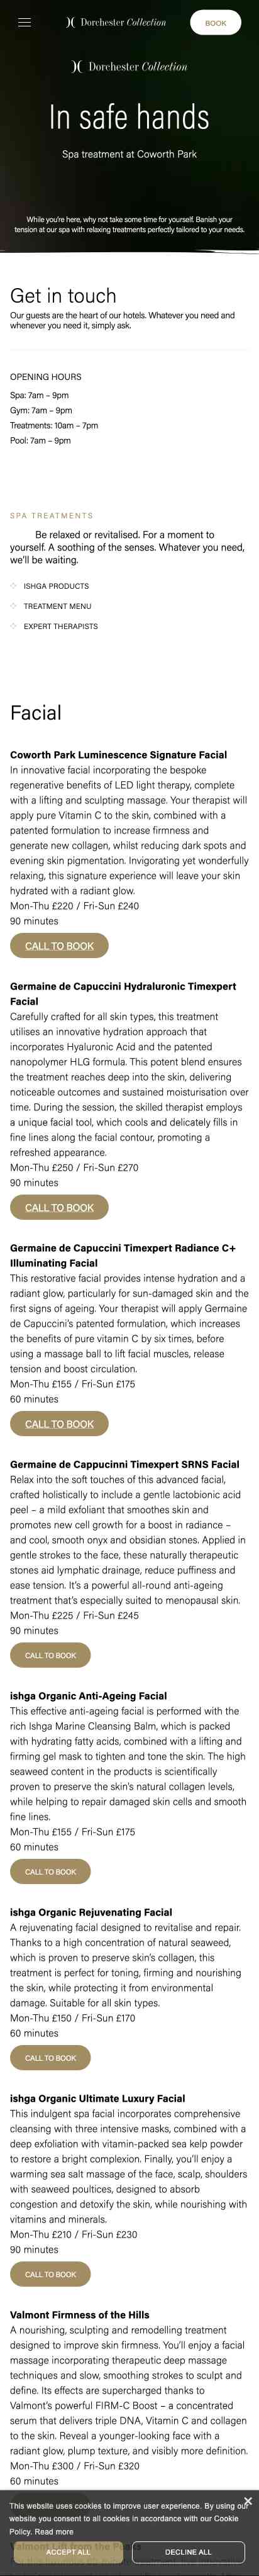 Dorchester Collection
BOOK
Dorchester Collection
In safe hands
Spa treatment at Coworth Park
While you're here, why not take some time for yourself. Banish your
tension at our spa with relaxing treatments perfectly tailored to your needs.
Get in touch
Our guests are the heart of our hotels. Whatever you need and
whenever you need it, simply ask.
OPENING HOURS
Spa: 7am – 9pm
Gym: 7am – 9pm
Treatments: 10am – 7pm
Pool: 7am – 9pm
SPA TREATMENTS
Be relaxed or revitalised. For a moment to
yourself. A soothing of the senses. Whatever you need,
we'll be waiting.
ISHGA PRODUCTS
TREATMENT MENU
EXPERT THERAPISTS
Facial
Coworth Park Luminescence Signature Facial
In innovative facial incorporating the bespoke
regenerative benefits of LED light therapy, complete
with a lifting and sculpting massage. Your therapist will
apply pure Vitamin C to the skin, combined with a
patented formulation to increase firmness and
generate new collagen, whilst reducing dark spots and
evening skin pigmentation. Invigorating yet wonderfully
relaxing, this signature experience will leave your skin
hydrated with a radiant glow.
Mon-Thu £220 / Fri-Sun £240
90 minutes
CALL TO BOOK
Germaine de Capuccini Hydraluronic Timexpert
Facial
Carefully crafted for all skin types, this treatment
utilises an innovative hydration approach that
incorporates Hyaluronic Acid and the patented
nanopolymer HLG formula. This potent blend ensures
the treatment reaches deep into the skin, delivering
noticeable outcomes and sustained moisturisation over
time. During the session, the skilled therapist employs
a unique facial tool, which cools and delicately fills in
fine lines along the facial contour, promoting a
refreshed appearance.
Mon-Thu £250 / Fri-Sun £270
90 minutes
CALL TO BOOK
Germaine de Capuccini Timexpert Radiance C+
Illuminating Facial
This restorative facial provides intense hydration and a
radiant glow, particularly for sun-damaged skin and the
first signs of ageing. Your therapist will apply Germaine
de Capuccini's patented formulation, which increases
the benefits of pure vitamin C by six times, before
using a massage ball to lift facial muscles, release
tension and boost circulation.
Mon-Thu £155 / Fri-Sun £175
60 minutes
CALL TO BOOK
Germaine de Cappucinni Timexpert SRNS Facial
Relax into the soft touches of this advanced facial,
crafted holistically to include a gentle lactobionic acid
peel – a mild exfoliant that smoothes skin and
promotes new cell growth for a boost in radiance –
and cool, smooth onyx and obsidian stones. Applied in
gentle strokes to the face, these naturally therapeutic
stones aid lymphatic drainage, reduce puffiness and
ease tension. It's a powerful all-round anti-ageing
treatment that's especially suited to menopausal skin.
Mon-Thu £225 / Fri-Sun £245
90 minutes
CALL TO BOOK
ishga Organic Anti-Ageing Facial
This effective anti-ageing facial is performed with the
rich Ishga Marine Cleansing Balm, which is packed
with hydrating fatty acids, combined with a lifting and
firming gel mask to tighten and tone the skin. The high
seaweed content in the products is scientifically
proven to preserve the skin's natural collagen levels,
while helping to repair damaged skin cells and smooth
fine lines.
Mon-Thu £155 / Fri-Sun £175
60 minutes
CALL TO BOOK
ishga Organic Rejuvenating Facial
A rejuvenating facial designed to revitalise and repair.
Thanks to a high concentration of natural seaweed,
which is proven to preserve skin's collagen, this
treatment is perfect for toning, firming and nourishing
the skin, while protecting it from environmental
damage. Suitable for all skin types.
Mon-Thu £150 / Fri-Sun £170
60 minutes
CALL TO BOOK
ishga Organic Ultimate Luxury Facial
This indulgent spa facial incorporates comprehensive
cleansing with three intensive masks, combined with a
deep exfoliation with vitamin-packed sea kelp powder
to restore a bright complexion. Finally, you'll enjoy a
warming sea salt massage of the face, scalp, shoulders
with seaweed poultices, designed to absorb
congestion and detoxify the skin, while nourishing with
vitamins and minerals.
Mon-Thu £210 / Fri-Sun £230
90 minutes
CALL TO BOOK
Valmont Firmness of the Hills
A nourishing, sculpting and remodelling treatment
designed to improve skin firmness. You'll enjoy a facial
massage incorporating therapeutic deep massage
techniques and slow, smoothing strokes to sculpt and
define. Its effects are supercharged thanks to
Valmont's powerful FIRM-C Boost – a concentrated
serum that delivers triple DNA, Vitamin C and collagen
to the skin. Reveal a younger-looking face with a
radiant glow, plump texture, and visibly more definition.
Mon-Thu £300 / Fri-Sun £320
60 minutes
This website uses cookies to improve user experience. By using our
website you consent to all cookies in accordance with our Cookie
Policy. Read more
Valmont Lift from the Peaks
ACCEPT ALL
DECLINE ALL